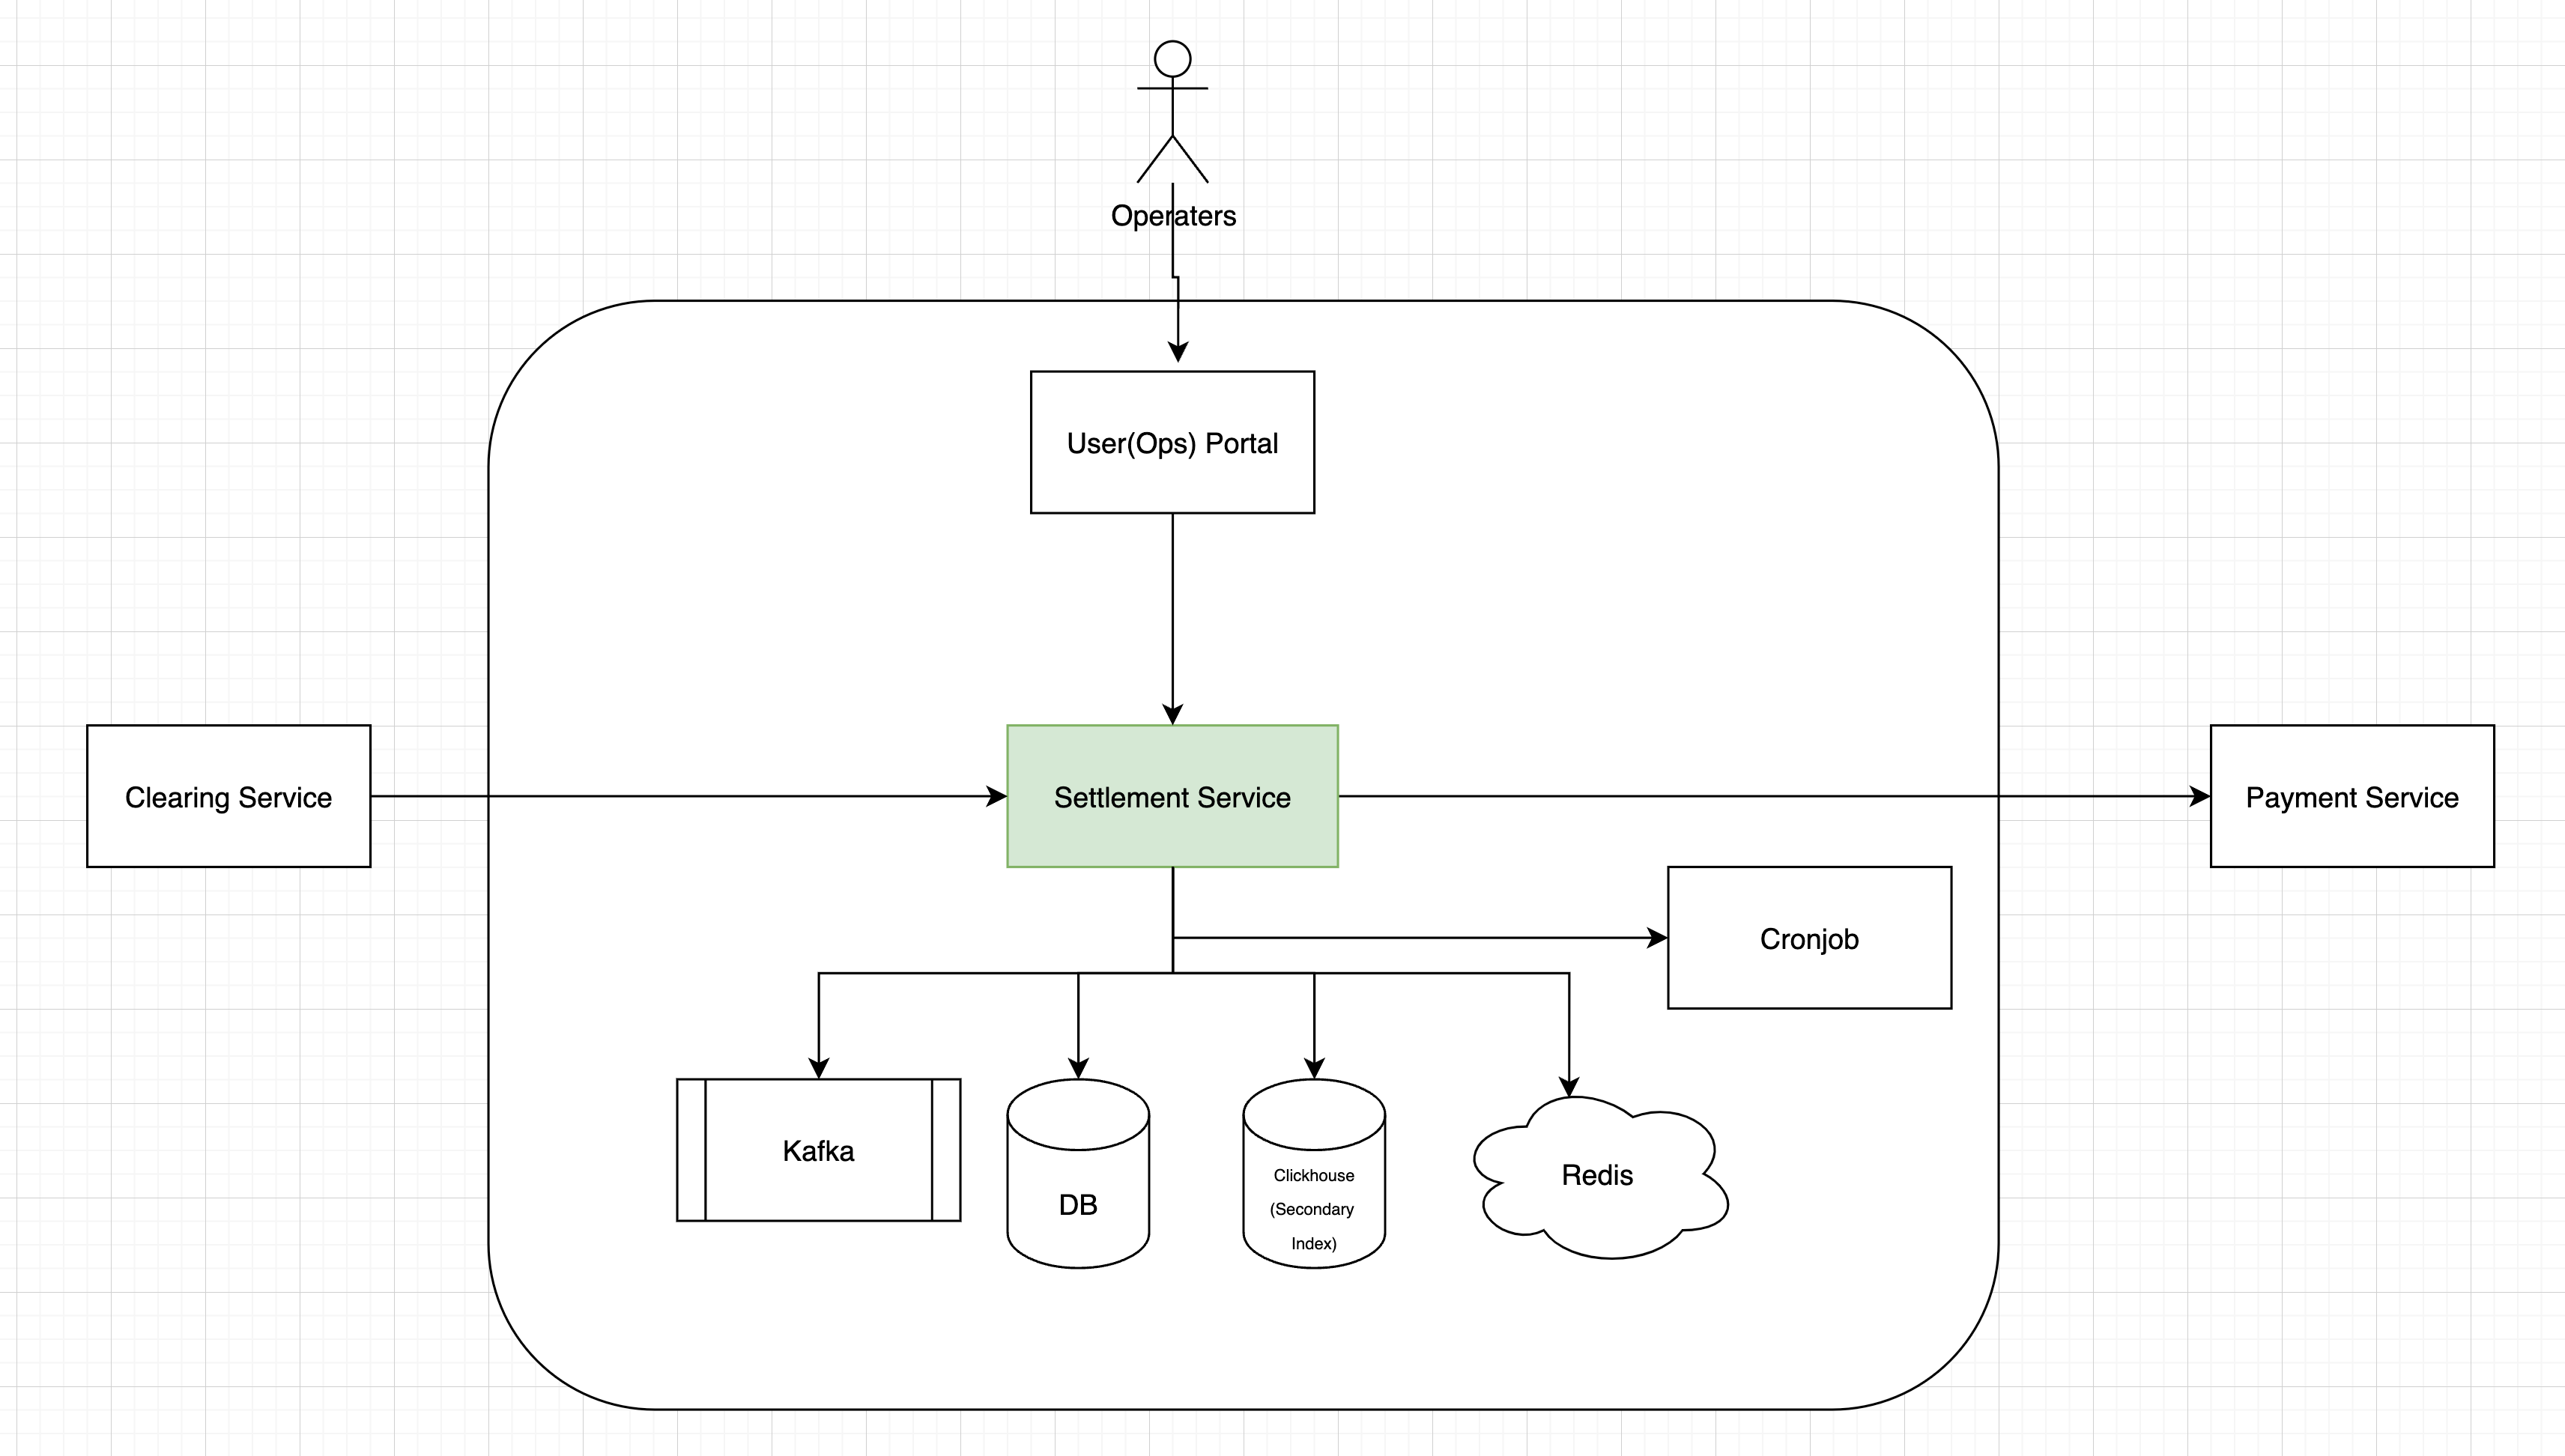 Operaters
User(Ops) Portal
Clearing Service
Settlement Service
Payment Service
Cronjob
Kafka
DB
Clickhouse
(Secondary
Index)
Redis